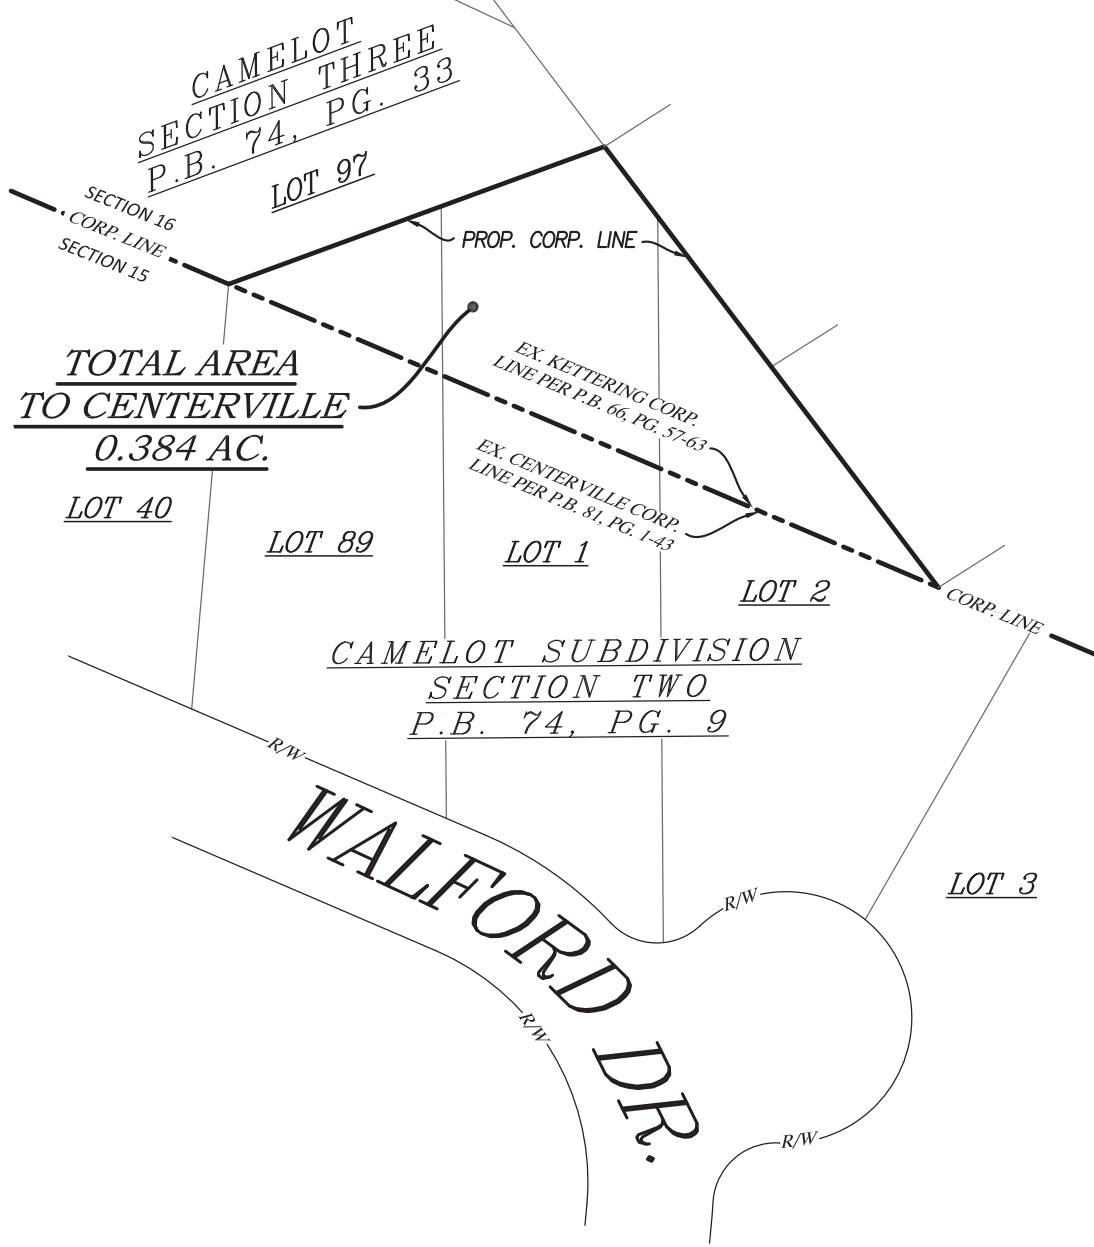 CAMELOT
SECTION THREE
P.B. 74, PG. 33
LOT 97
SECTION 16
CORP. LINE
SECTION 15
PROP. CORP. LINE
TOTAL AREA
TO CENTERVILLE
0.384 AC.
EX. KETTERING CORP.
LINE PER P.B. 66, PG. 57-63
EX. CENTERVILLE CORP.
LINE PER P.B. 81, PG. 1-43
LOT 40
LOT 89
LOT 1
LOT 2
CORP. LINE
CAMELOT SUBDIVISION
SECTION TWO
P.B. 74, PG. 9
R/W
WALFORD DR.
LOT 3
R/W
R/W
R/W